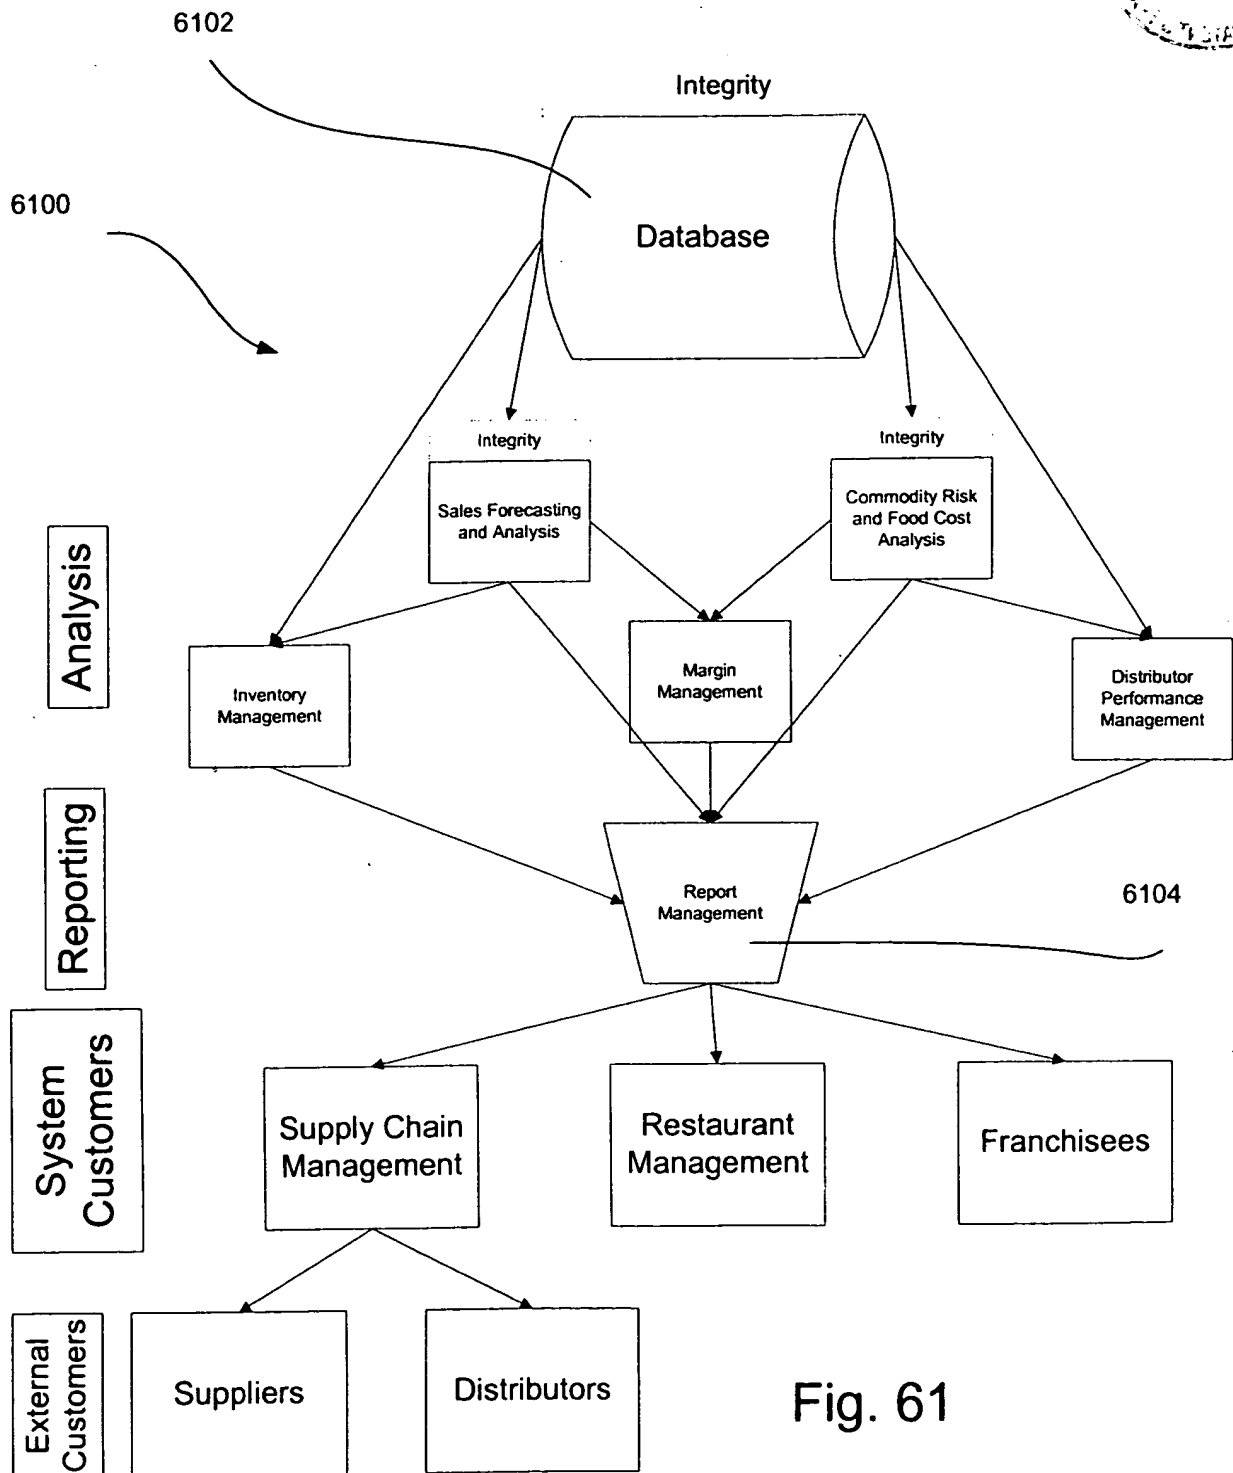 6102
Integrity
6100
Database
Integrity
Integrity
Sales Forecasting
and Analysis
Commodity Risk
and Food Cost
Analysis
Analysis
Inventory
Management
Margin
Management
Distributor
Performance
Management
Reporting
Report
Management
6104
System
Customers
Supply Chain
Management
Restaurant
Management
Franchisees
External
Customers
Suppliers
Distributors
Fig. 61